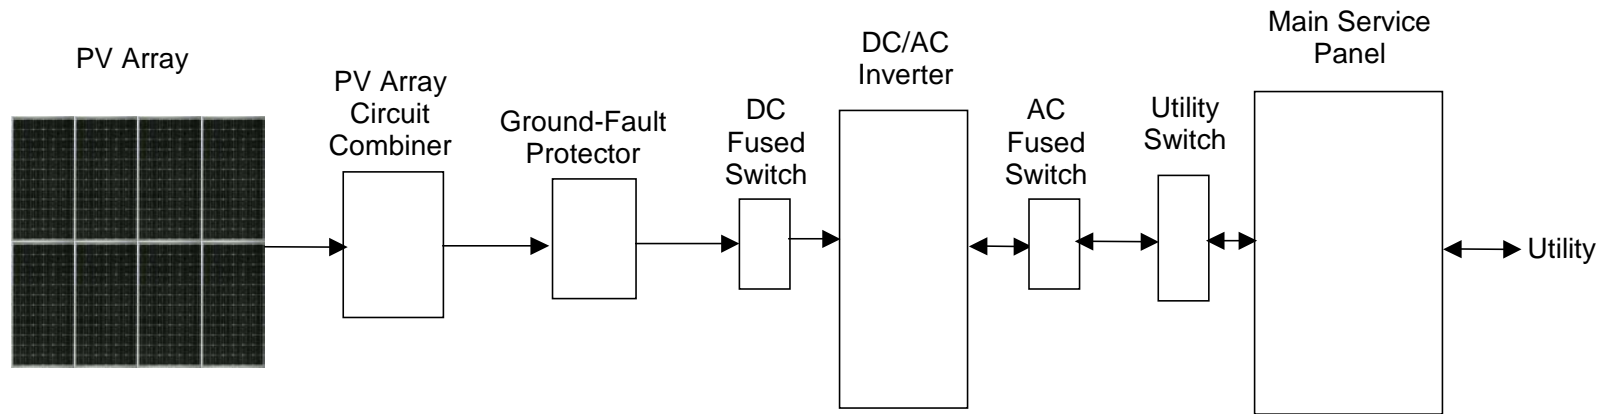 PV Array
PV Array
Circuit
Combiner
Ground-Fault
Protector
DC
Fused
Switch
DC/AC
Inverter
AC
Fused
Switch
Utility
Switch
Main Service
Panel
Utility